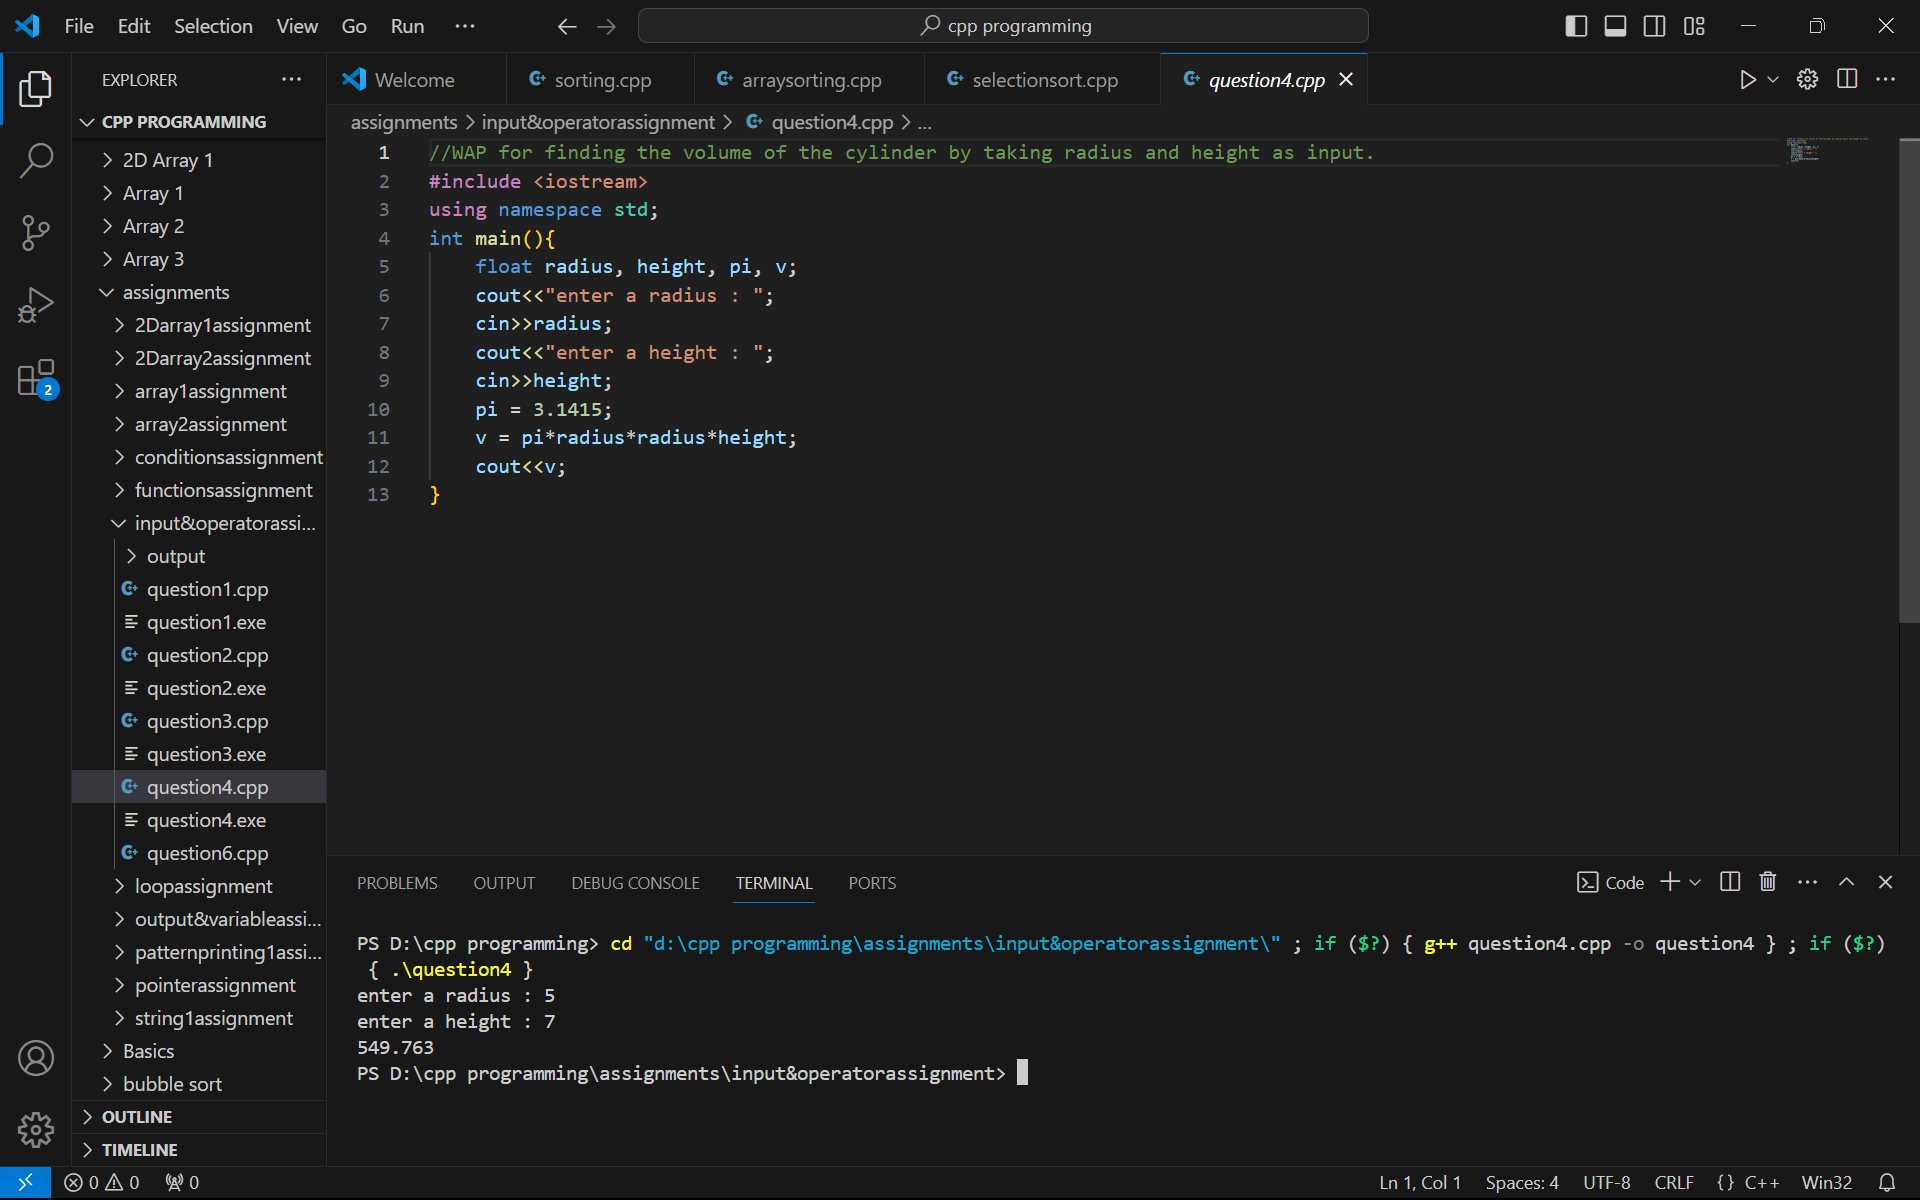 File Edit Selection View Go Run ··· cpp programming
EXPLORER ···
CPP PROGRAMMING
2D Array 1
Array 1
Array 2
Array 3
assignments
2Darray1assignment
2Darray2assignment
array1assignment
array2assignment
conditionsassignment
functionsassignment
input&operatorassi...
output
question1.cpp
question1.exe
question2.cpp
question2.exe
question3.cpp
question3.exe
question4.cpp
question4.exe
question6.cpp
loopassignment
output&variableassi...
patternprinting1assi...
pointerassignment
string1assignment
Basics
bubble sort
OUTLINE
TIMELINE
2
Welcome sorting.cpp arraysorting.cpp selectionsort.cpp question4.cpp
assignments > input&operatorassignment > question4.cpp > ...
1 //WAP for finding the volume of the cylinder by taking radius and height as input.
2 #include <iostream>
3 using namespace std;
4 int main(){
5 float radius, height, pi, v;
6 cout<<"enter a radius : ";
7 cin>>radius;
8 cout<<"enter a height : ";
9 cin>>height;
10 pi = 3.1415;
11 v = pi*radius*radius*height;
12 cout<<v;
13 }
PROBLEMS OUTPUT DEBUG CONSOLE TERMINAL PORTS Code
PS D:\cpp programming> cd "d:\cpp programming\assignments\input&operatorassignment\" ; if ($?) { g++ question4.cpp -o question4 } ; if ($?)
{ .\question4 }
enter a radius : 5
enter a height : 7
549.763
PS D:\cpp programming\assignments\input&operatorassignment>
0 0 0 Ln 1, Col 1 Spaces: 4 UTF-8 CRLF {} C++ Win32